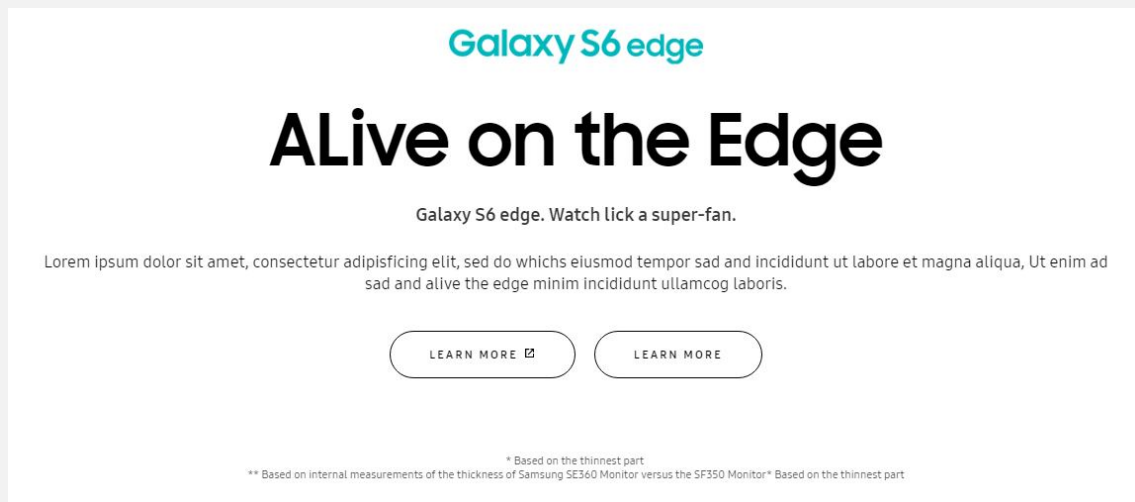 Galaxy S6 edge
ALive on the Edge
Galaxy S6 edge. Watch lick a super-fan.
Lorem ipsum dolor sit amet, consectetur adipisficing elit, sed do whichs eiusmod tempor sad and incididunt ut labore et magna aliqua, Ut enim ad
sad and alive the edge minim incididunt ullamcog laboris.
LEARN MORE LEARN MORE
* Based on the thinnest part
** Based on internal measurements of the thickness of Samsung SE360 Monitor versus the SF350 Monitor* Based on the thinnest part